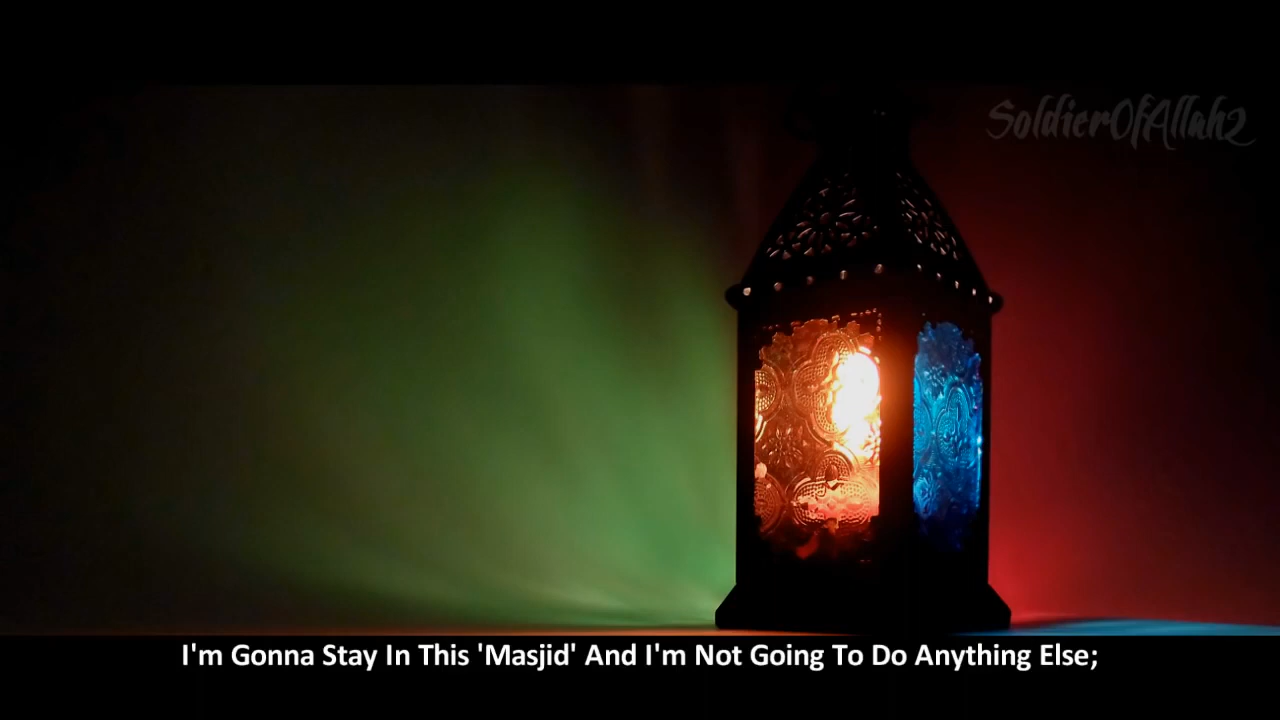 SoldierOfAllah2
I'm Gonna Stay In This 'Masjid' And I'm Not Going To Do Anything Else;